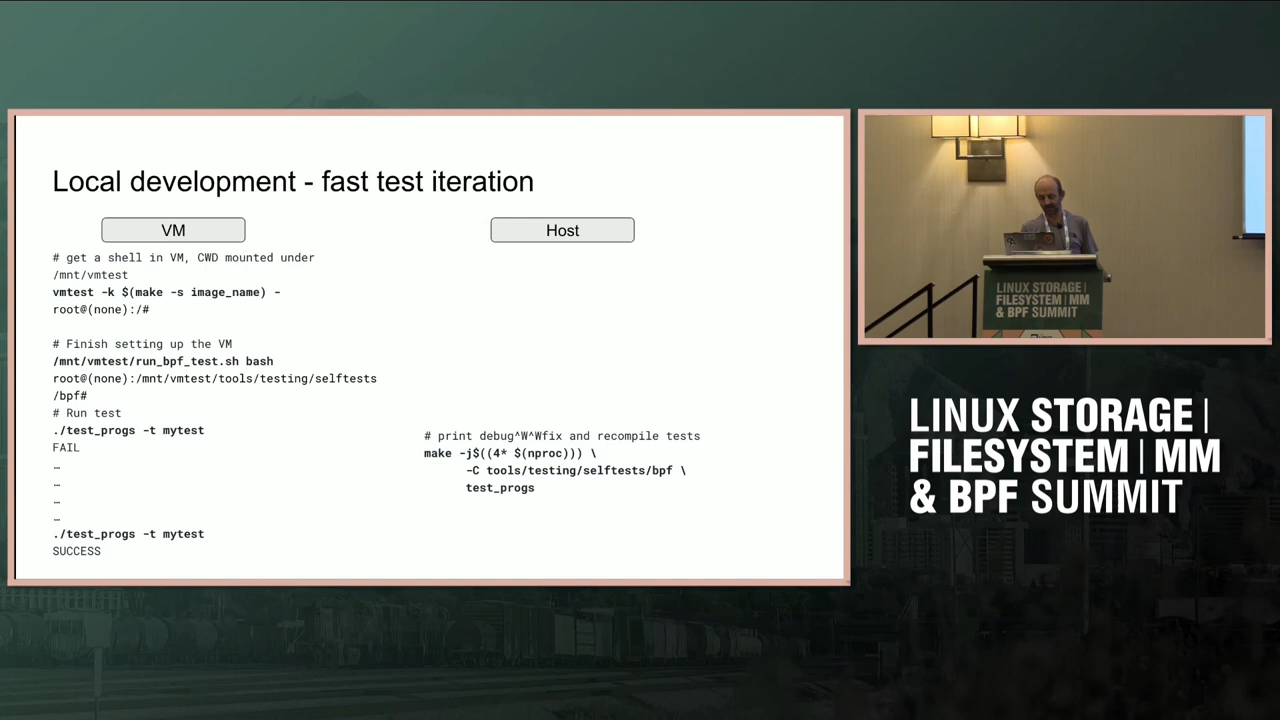 Local development - fast test iteration
VM
Host
# get a shell in VM, CWD mounted under
/mnt/vmtest
vmtest -k $(make -s image_name) -
root@(none):/#
# Finish setting up the VM
/mnt/vmtest/run_bpf_test.sh bash
root@(none):/mnt/vmtest/tools/testing/selftests
/bpf#
# Run test
./test_progs -t mytest
FAIL
…
…
…
…
./test_progs -t mytest
SUCCESS
# print debug^W^Wfix and recompile tests
make -j$((4* $(nproc))) \
-C tools/testing/selftests/bpf \
test_progs
LINUX STORAGE |
FILESYSTEM | MM
& BPF SUMMIT
LINUX STORAGE |
FILESYSTEM | MM
& BPF SUMMIT